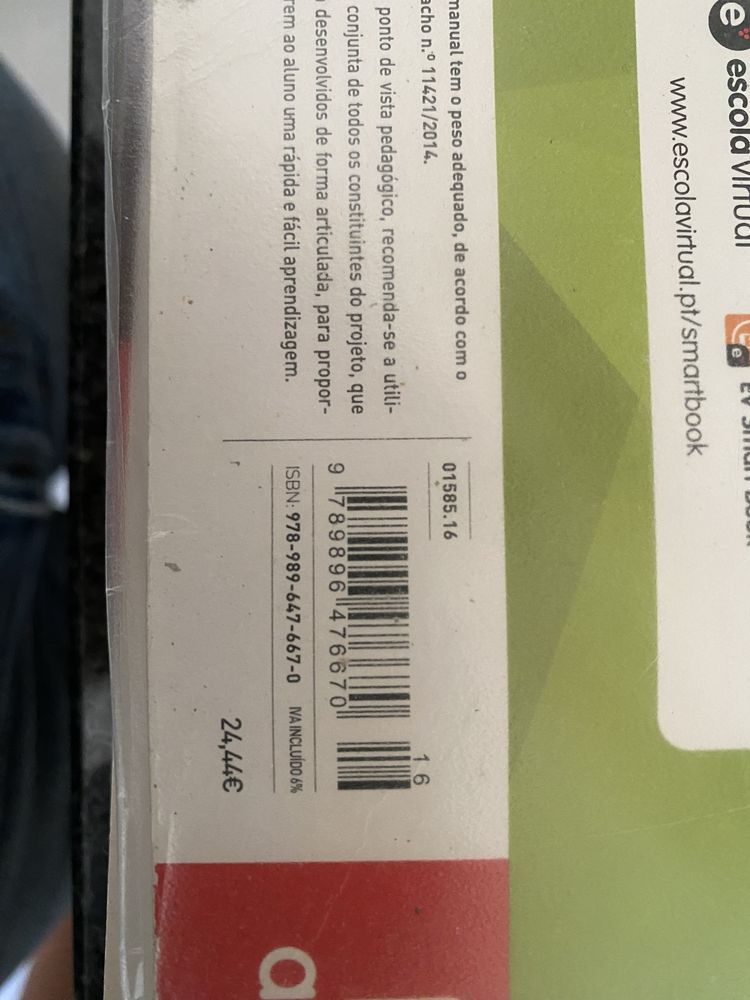 e escola virtual
www.escolavirtual.pt/smartbook
manual tem o peso adequado, de acordo com o
acho n.º 11421/2014.
ponto de vista pedagógico, recomenda-se a utili-
conjunta de todos os constituintes do projeto, que
desenvolvidos de forma articulada, para propor-
rem ao aluno uma rápida e fácil aprendizagem.
01585.16
16
9 789896 476670
ISBN: 978-989-647-667-0 IVA INCLUÍDO 6%
24,44€
a